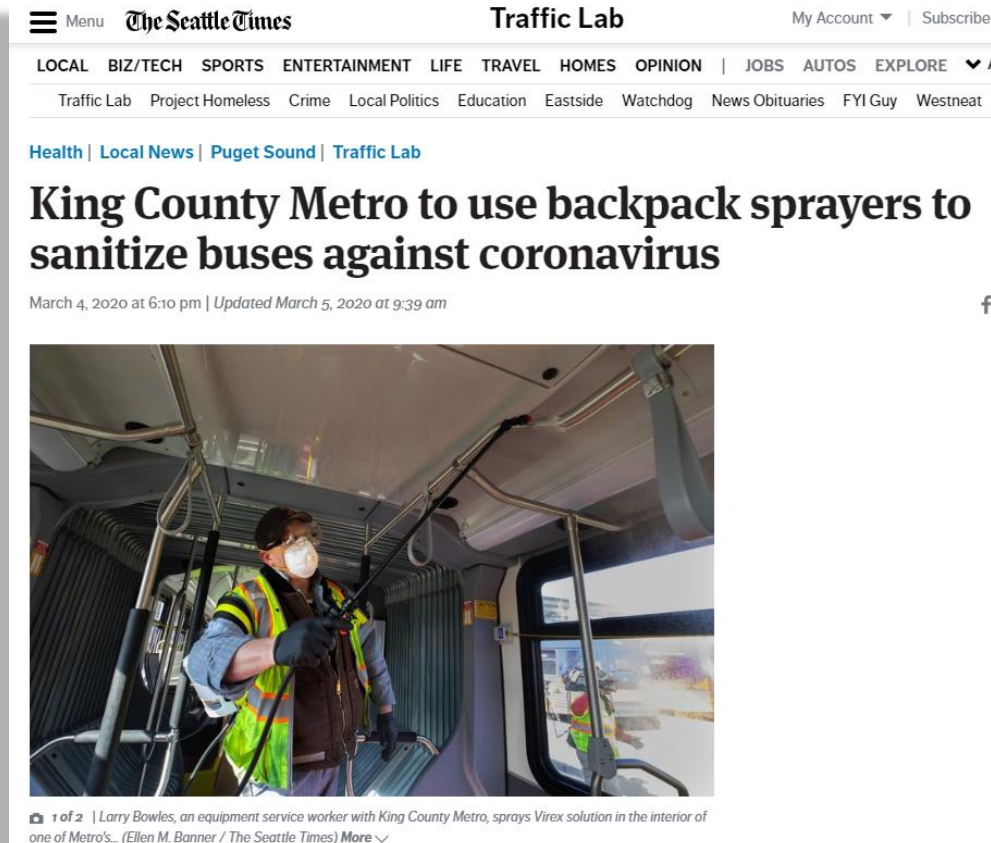 Menu The Seattle Times Traffic Lab My Account | Subscribe
LOCAL BIZ/TECH SPORTS ENTERTAINMENT LIFE TRAVEL HOMES OPINION | JOBS AUTOS EXPLORE
Traffic Lab Project Homeless Crime Local Politics Education Eastside Watchdog News Obituaries FYI Guy Westneat
Health | Local News | Puget Sound | Traffic Lab
King County Metro to use backpack sprayers to
sanitize buses against coronavirus
March 4, 2020 at 6:10 pm | Updated March 5, 2020 at 9:39 am
1 of 2 | Larry Bowles, an equipment service worker with King County Metro, sprays Virex solution in the interior of
one of Metro's... (Ellen M. Banner / The Seattle Times) More